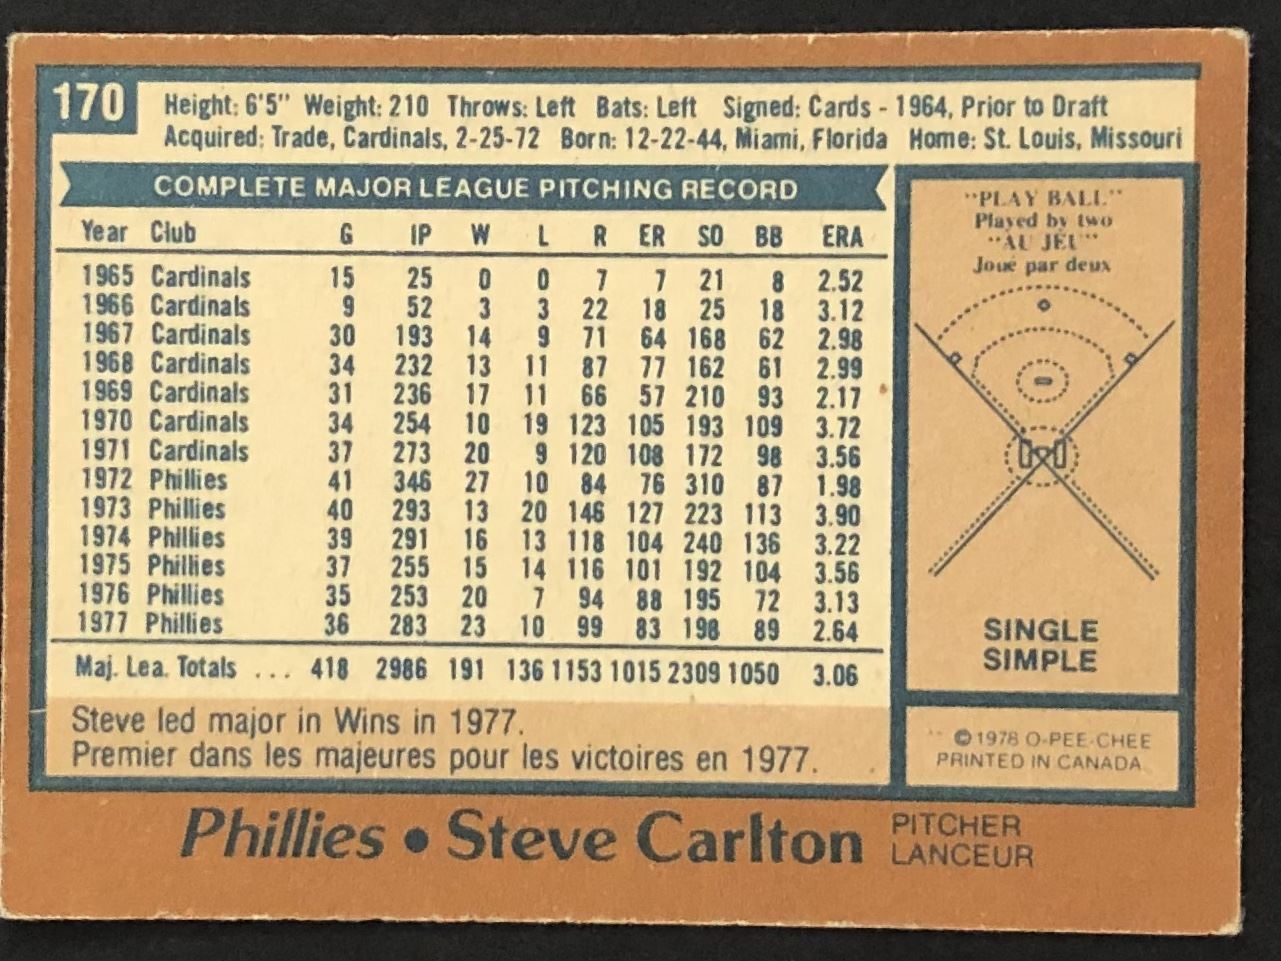 170
Height: 6'5" Weight: 210 Throws: Left Bats: Left Signed: Cards - 1964, Prior to Draft
Acquired: Trade, Cardinals, 2-25-72 Born: 12-22-44, Miami, Florida Home: St. Louis, Missouri
COMPLETE MAJOR LEAGUE PITCHING RECORD
Year Club G IP W L R ER SO BB ERA
1965 Cardinals 15 25 0 0 7 7 21 8 2.52
1966 Cardinals 9 52 3 3 22 18 25 18 3.12
1967 Cardinals 30 193 14 9 71 64 168 62 2.98
1968 Cardinals 34 232 13 11 87 77 162 61 2.99
1969 Cardinals 31 236 17 11 66 57 210 93 2.17
1970 Cardinals 34 254 10 19 123 105 193 109 3.72
1971 Cardinals 37 273 20 9 120 108 172 98 3.56
1972 Phillies 41 346 27 10 84 76 310 87 1.98
1973 Phillies 40 293 13 20 146 127 223 113 3.90
1974 Phillies 39 291 16 13 118 104 240 136 3.22
1975 Phillies 37 255 15 14 116 101 192 104 3.56
1976 Phillies 35 253 20 7 94 88 195 72 3.13
1977 Phillies 36 283 23 10 99 83 198 89 2.64
Maj. Lea. Totals ... 418 2986 191 136 1153 1015 2309 1050 3.06
Steve led major in Wins in 1977.
Premier dans les majeures pour les victoires en 1977.
"PLAY BALL"
Played by two
"AU JEU"
Joué par deux
SINGLE
SIMPLE
©1978 O-PEE-CHEE
PRINTED IN CANADA
Phillies • Steve Carlton
PITCHER
LANCEUR